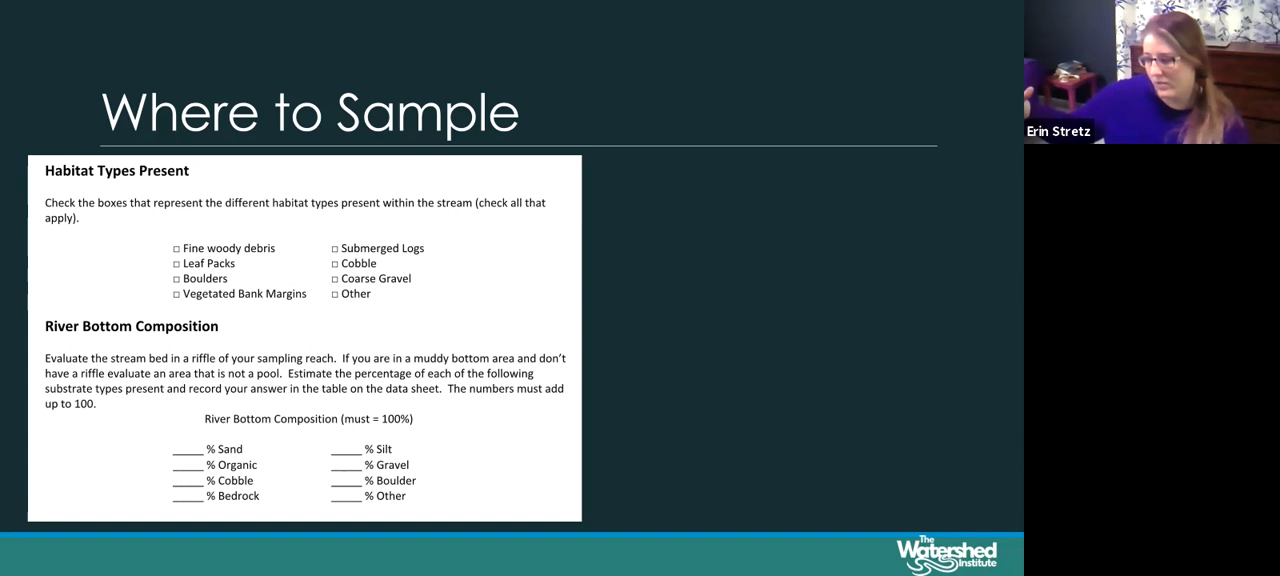 Where to Sample
Erin Stretz
Habitat Types Present
Check the boxes that represent the different habitat types present within the stream (check all that
apply).
□ Fine woody debris □ Submerged Logs
□ Leaf Packs □ Cobble
□ Boulders □ Coarse Gravel
□ Vegetated Bank Margins □ Other
River Bottom Composition
Evaluate the stream bed in a riffle of your sampling reach. If you are in a muddy bottom area and don’t
have a riffle evaluate an area that is not a pool. Estimate the percentage of each of the following
substrate types present and record your answer in the table on the data sheet. The numbers must add
up to 100.
River Bottom Composition (must = 100%)
_____ % Sand _____ % Silt
_____ % Organic _____ % Gravel
_____ % Cobble _____ % Boulder
_____ % Bedrock _____ % Other
The
Watershed
Institute